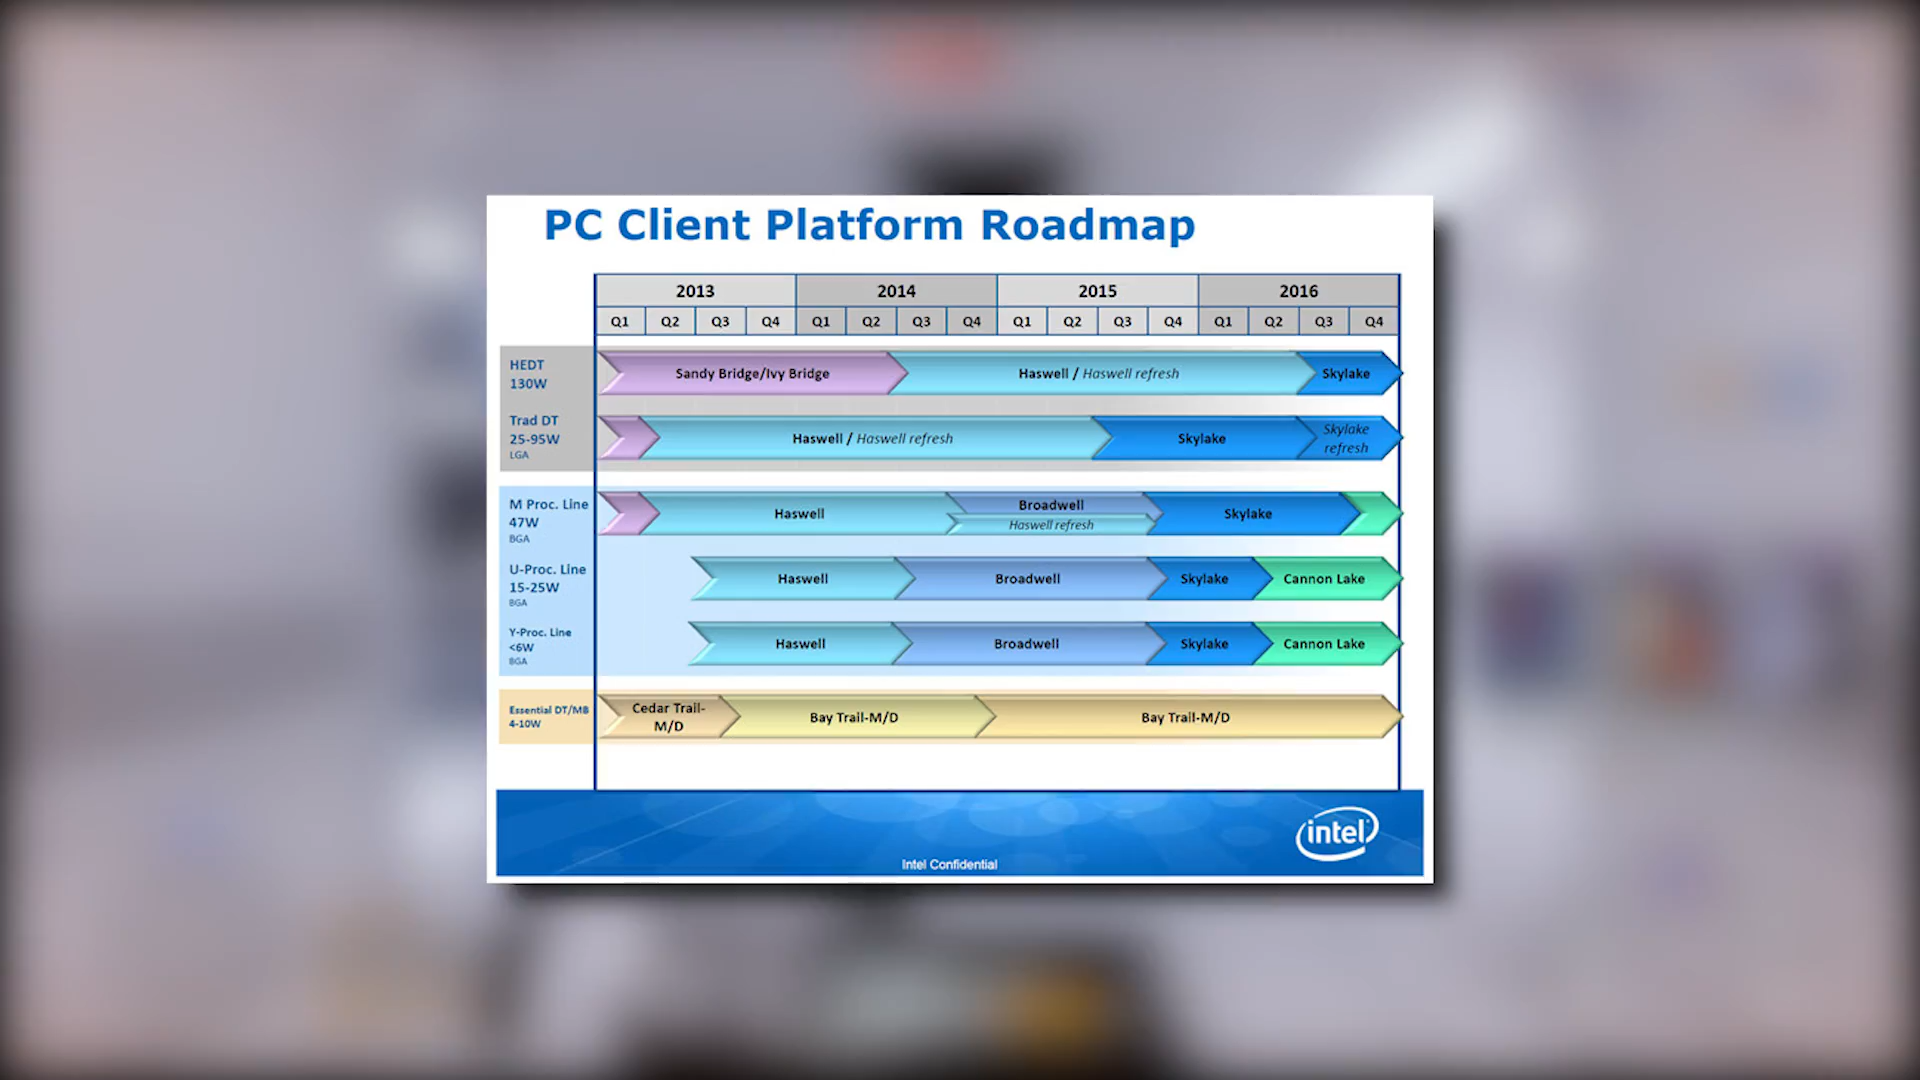 PC Client Platform Roadmap
2013 2014 2015 2016
Q1 Q2 Q3 Q4 Q1 Q2 Q3 Q4 Q1 Q2 Q3 Q4 Q1 Q2 Q3 Q4
HEDT
130W
Sandy Bridge/Ivy Bridge
Haswell / Haswell refresh
Skylake
Trad DT
25-95W
LGA
Haswell / Haswell refresh
Skylake
Skylake
refresh
M Proc. Line
47W
BGA
Haswell
Broadwell
Haswell refresh
Skylake
U-Proc. Line
15-25W
BGA
Haswell
Broadwell
Skylake
Cannon Lake
Y-Proc. Line
<6W
BGA
Haswell
Broadwell
Skylake
Cannon Lake
Essential DT/MB
4-10W
Cedar Trail-
M/D
Bay Trail-M/D
Bay Trail-M/D
intel
Intel Confidential